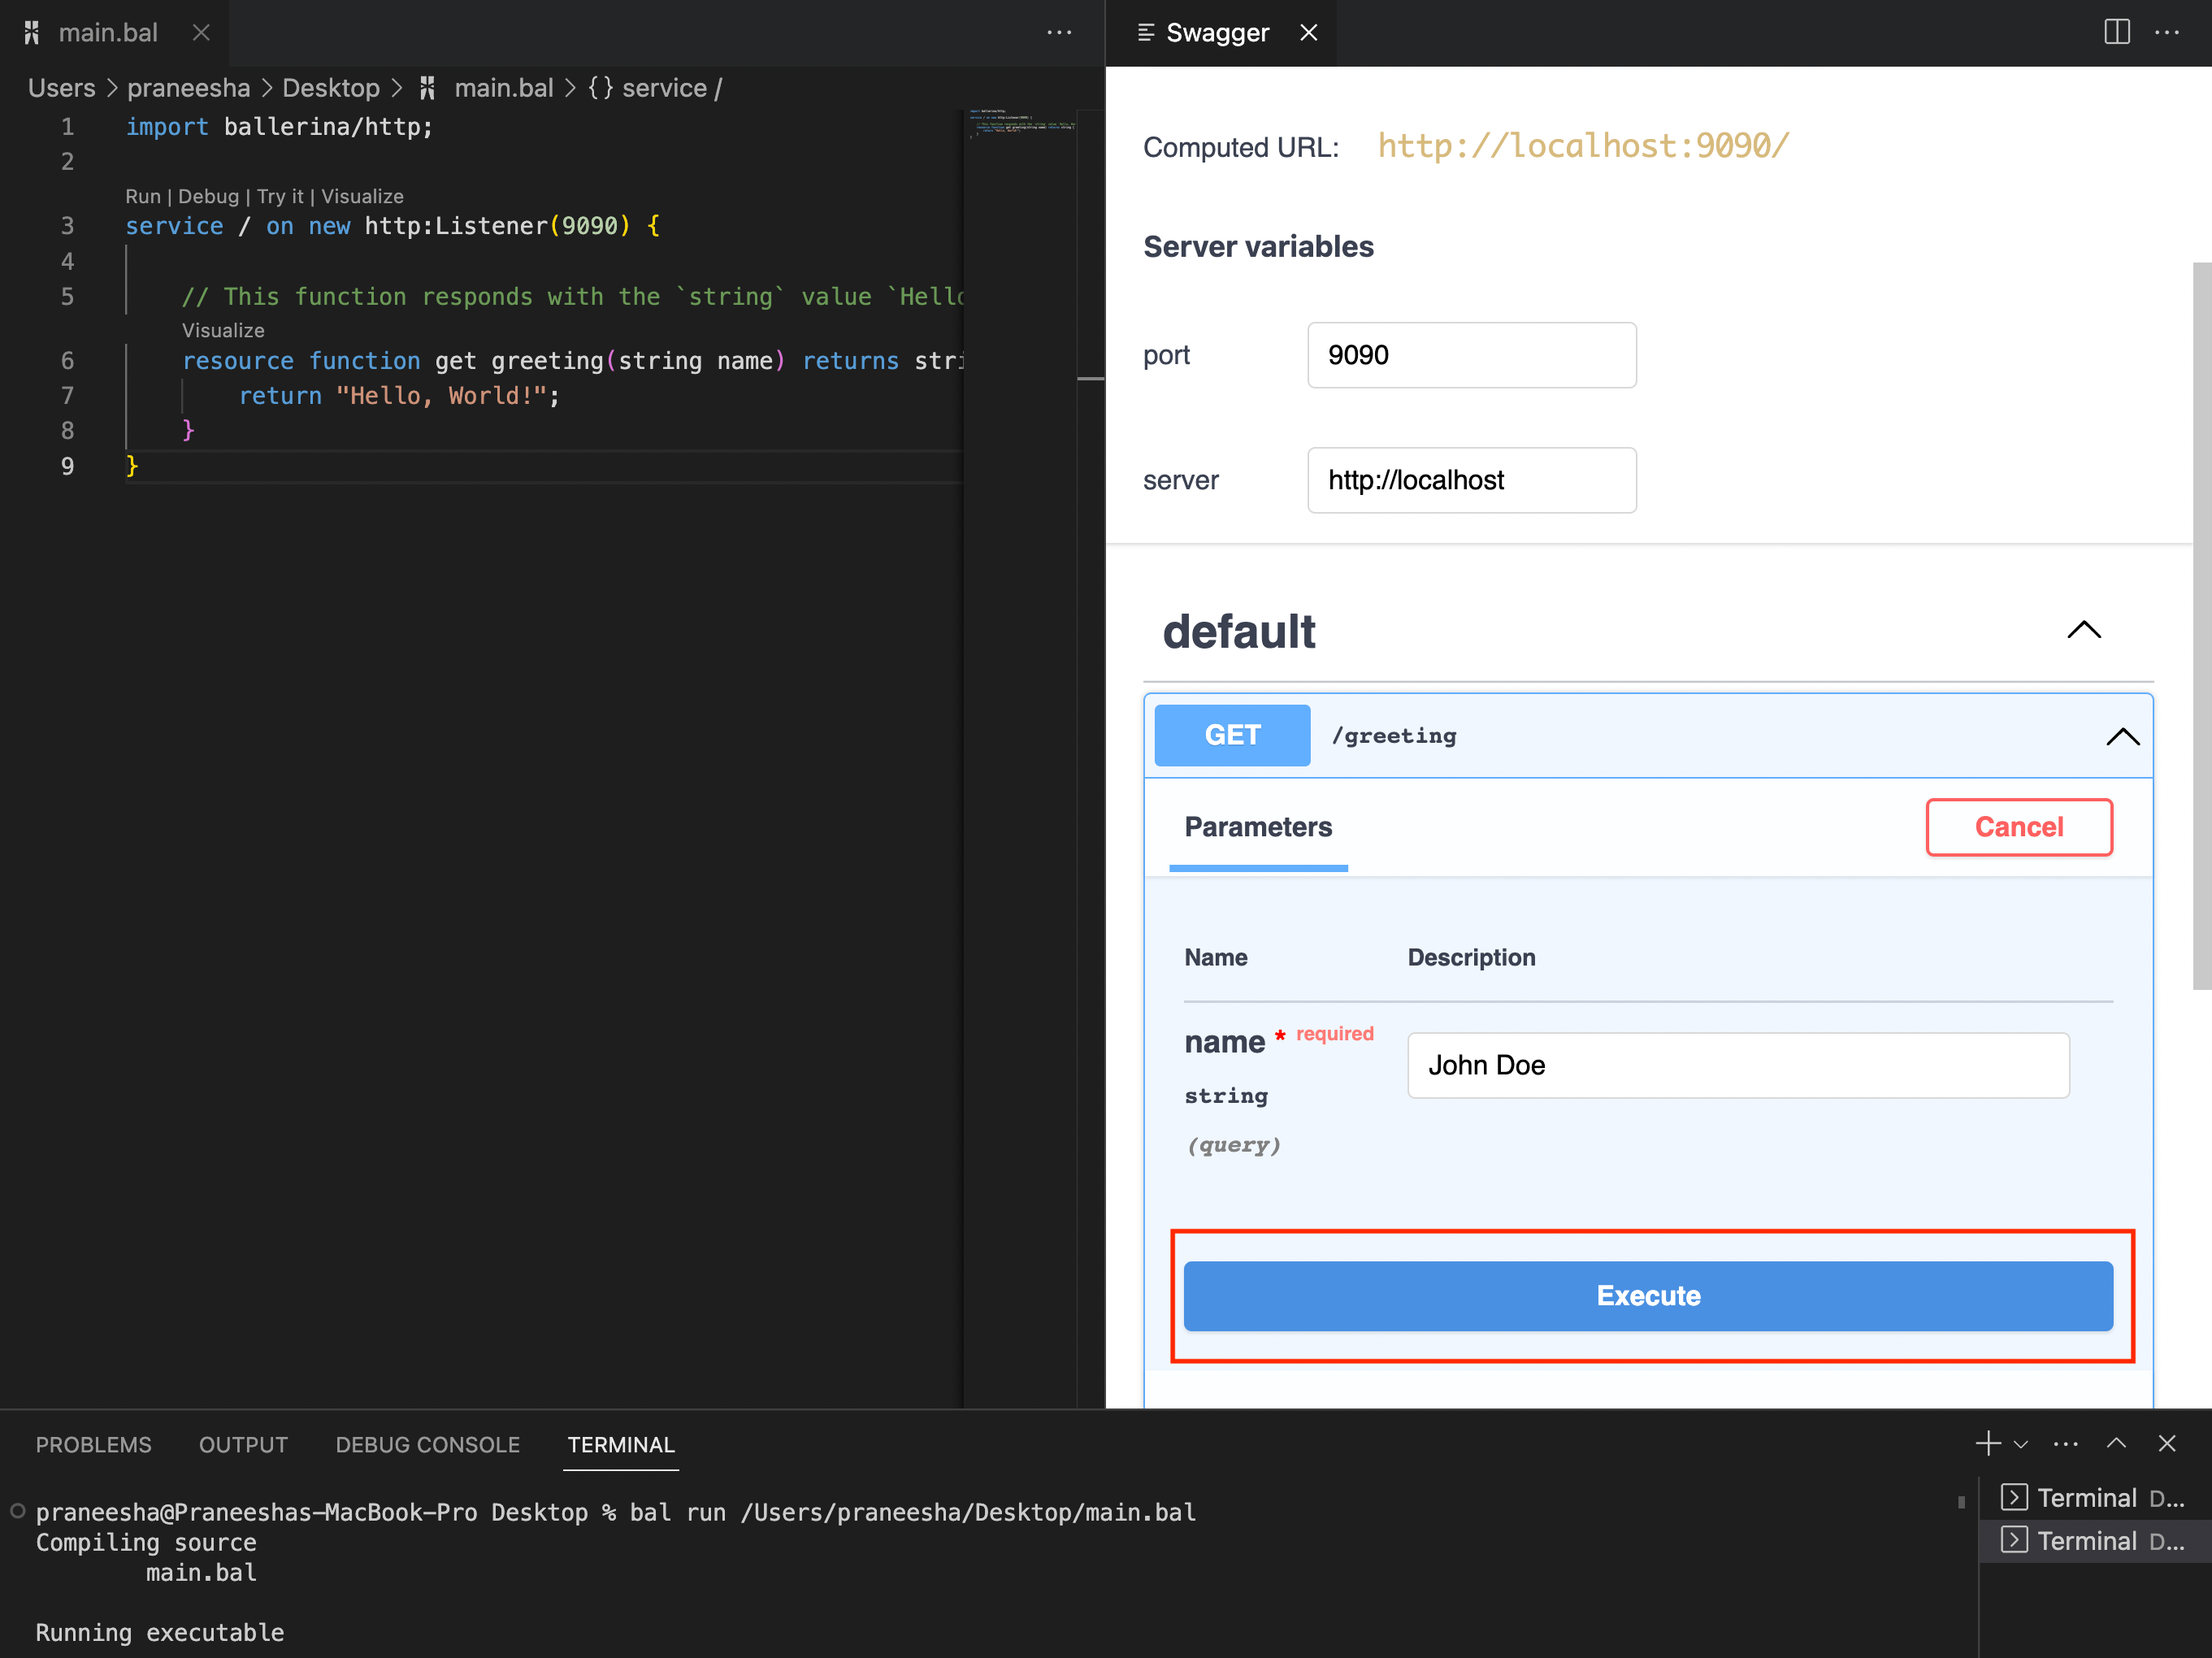 main.bal
Users > praneesha > Desktop > main.bal > {} service /
1 import ballerina/http;
2
Run | Debug | Try it | Visualize
3 service / on new http:Listener(9090) {
4
5 // This function responds with the `string` value `Hello
Visualize
6 resource function get greeting(string name) returns stri
7 return "Hello, World!";
8 }
9 }
Swagger
Computed URL: http://localhost:9090/
Server variables
port 9090
server http://localhost
default
GET /greeting
Parameters Cancel
Name Description
name * required
John Doe
string
(query)
Execute
PROBLEMS OUTPUT DEBUG CONSOLE TERMINAL
praneesha@Praneeshas-MacBook-Pro Desktop % bal run /Users/praneesha/Desktop/main.bal
Compiling source
main.bal
Running executable
Terminal D...
Terminal D...